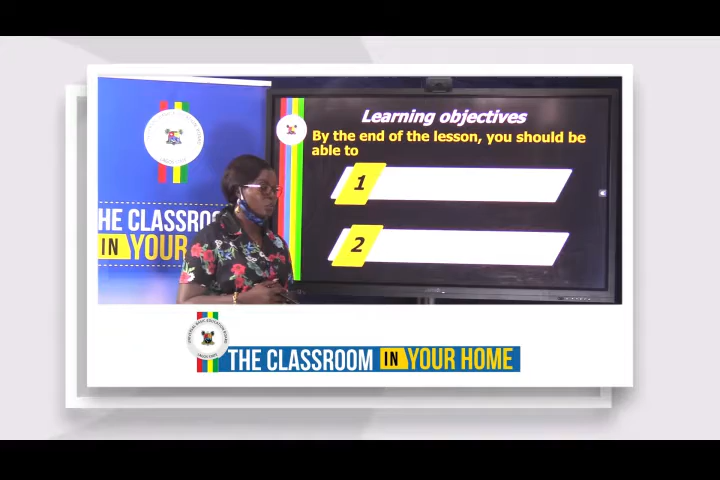 Learning objectives
By the end of the lesson, you should be
able to
1
2
HE CLASSROO
IN YOUR
THE CLASSROOM IN YOUR HOME